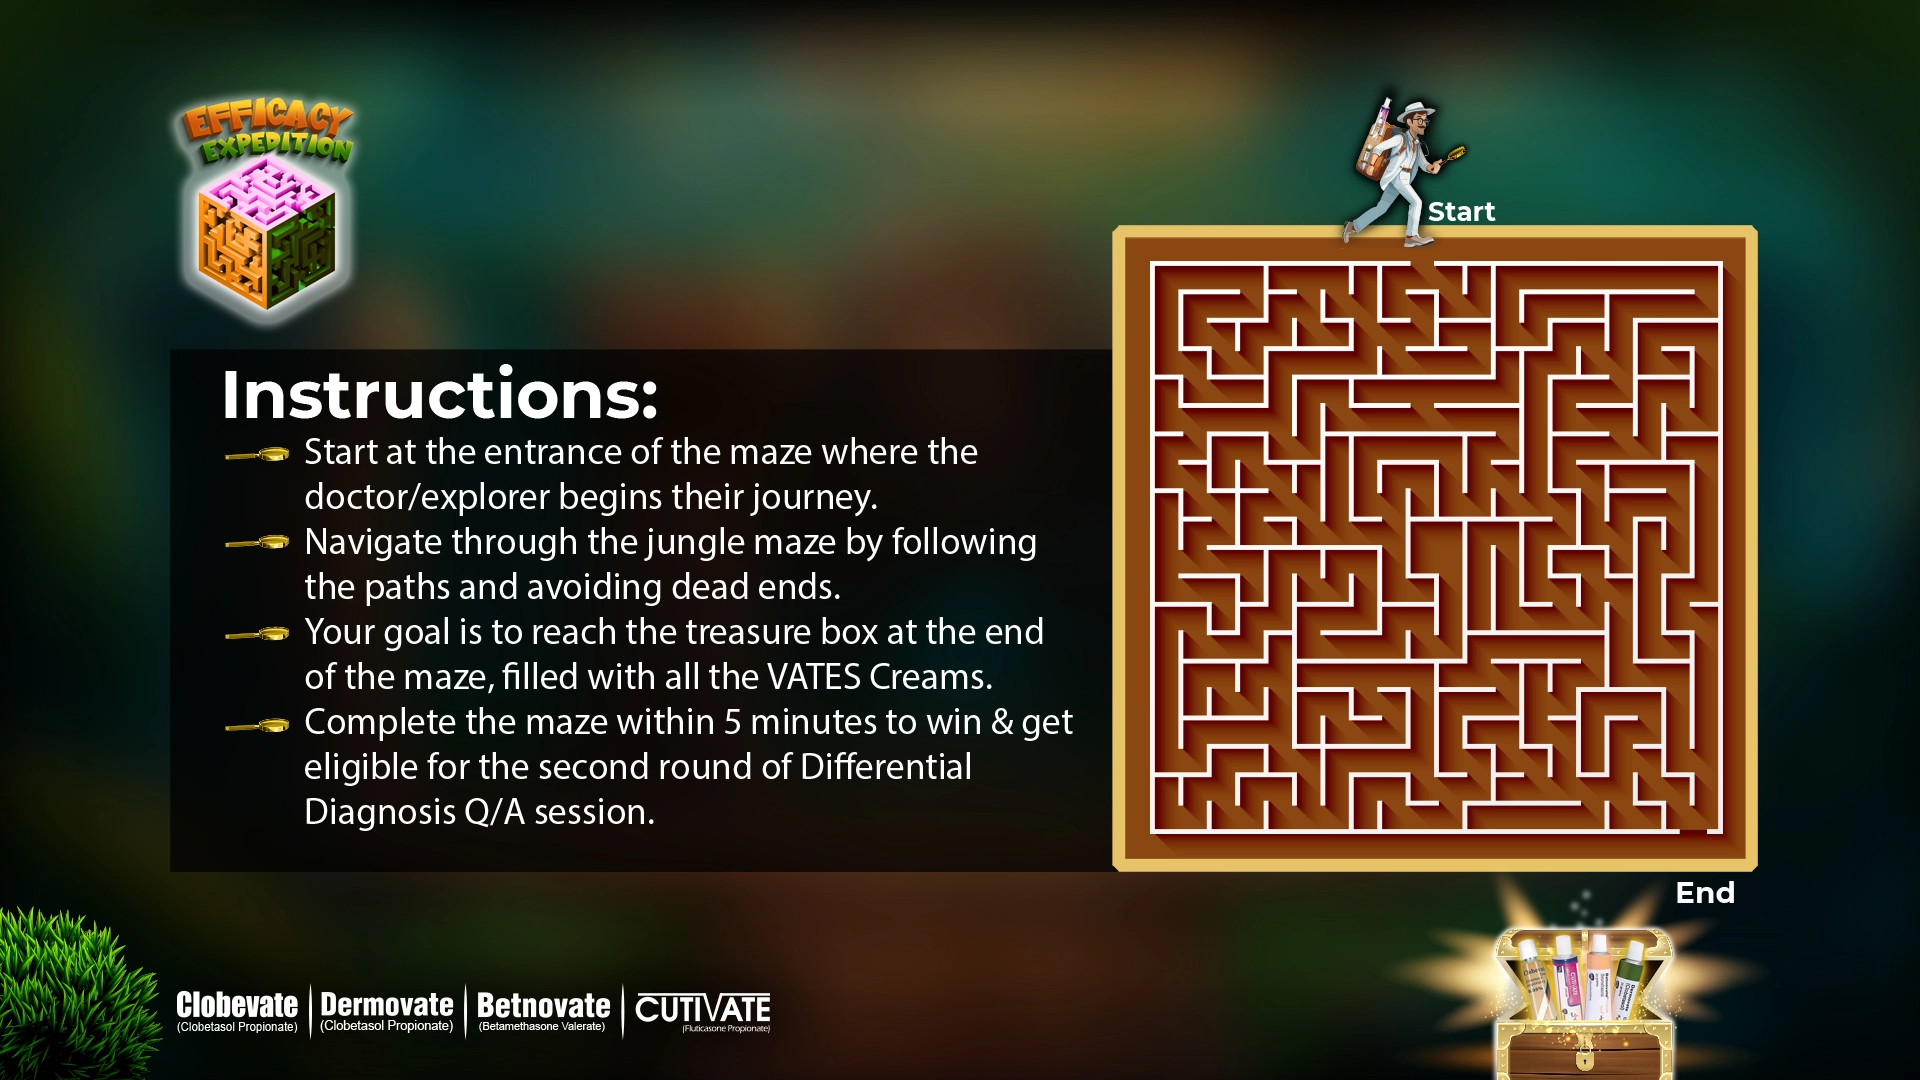 EFFICACY
EXPEDITION
Start
Instructions:
Start at the entrance of the maze where the
doctor/explorer begins their journey.
Navigate through the jungle maze by following
the paths and avoiding dead ends.
Your goal is to reach the treasure box at the end
of the maze, filled with all the VATES Creams.
Complete the maze within 5 minutes to win & get
eligible for the second round of Differential
Diagnosis Q/A session.
End
Clobevate
(Clobetasol Propionate)
Dermovate
(Clobetasol Propionate)
Betnovate
(Betamethasone Valerate)
CUTIVATE
(Fluticasone Propionate)